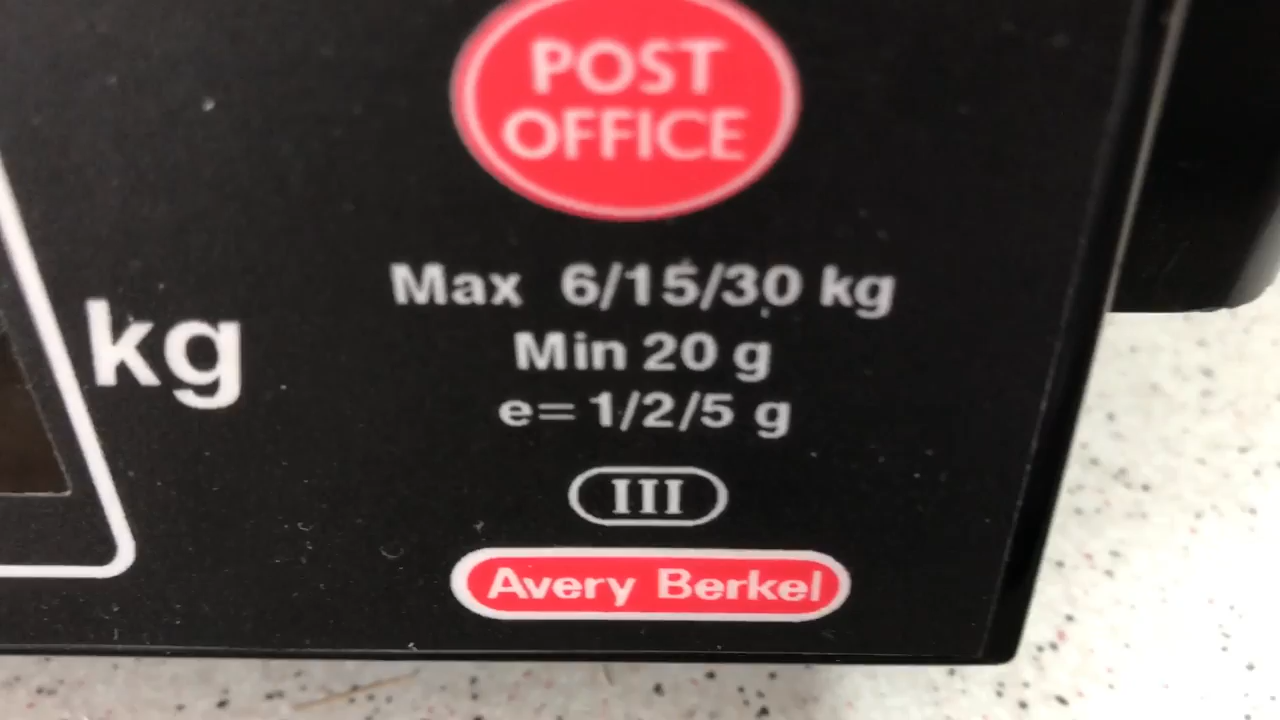 POST
OFFICE
Max 6/15/30 kg
Min 20 g
e= 1/2/5 g
kg
III
Avery Berkel